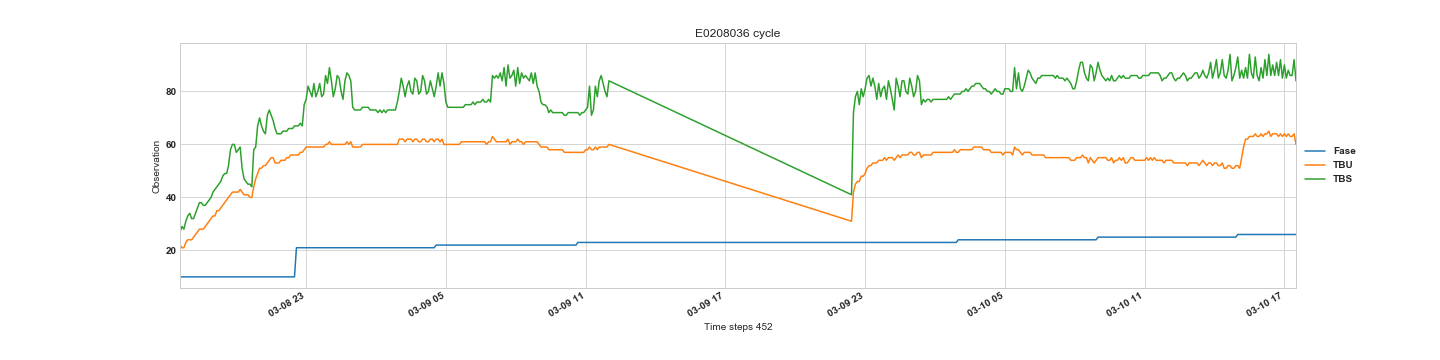 E0208036 cycle
Observation
80
60
40
20
03-08 23
03-09 05
03-09 11
03-09 17
03-09 23
03-10 05
03-10 11
03-10 17
Time steps 452
Fase
TBU
TBS